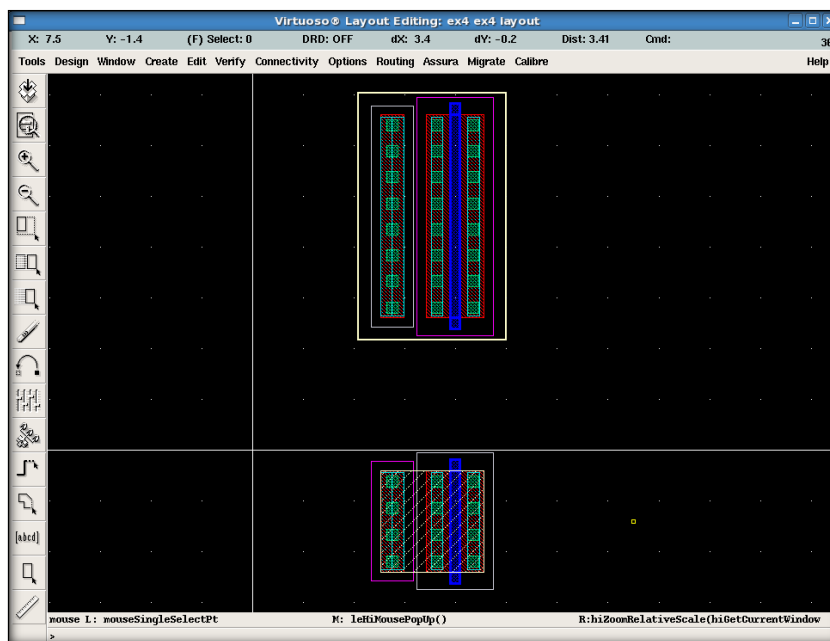 Virtuoso® Layout Editing: ex4 ex4 layout
X: 7.5 Y: -1.4 (F) Select: 0 DRD: OFF dX: 3.4 dY: -0.2 Dist: 3.41 Cmd:
36
Tools Design Window Create Edit Verify Connectivity Options Routing Assura Migrate Calibre Help
[abcd]
mouse L: mouseSingleSelectPt M: leHiMousePopUp() R:hiZoomRelativeScale(hiGetCurrentWindow
>